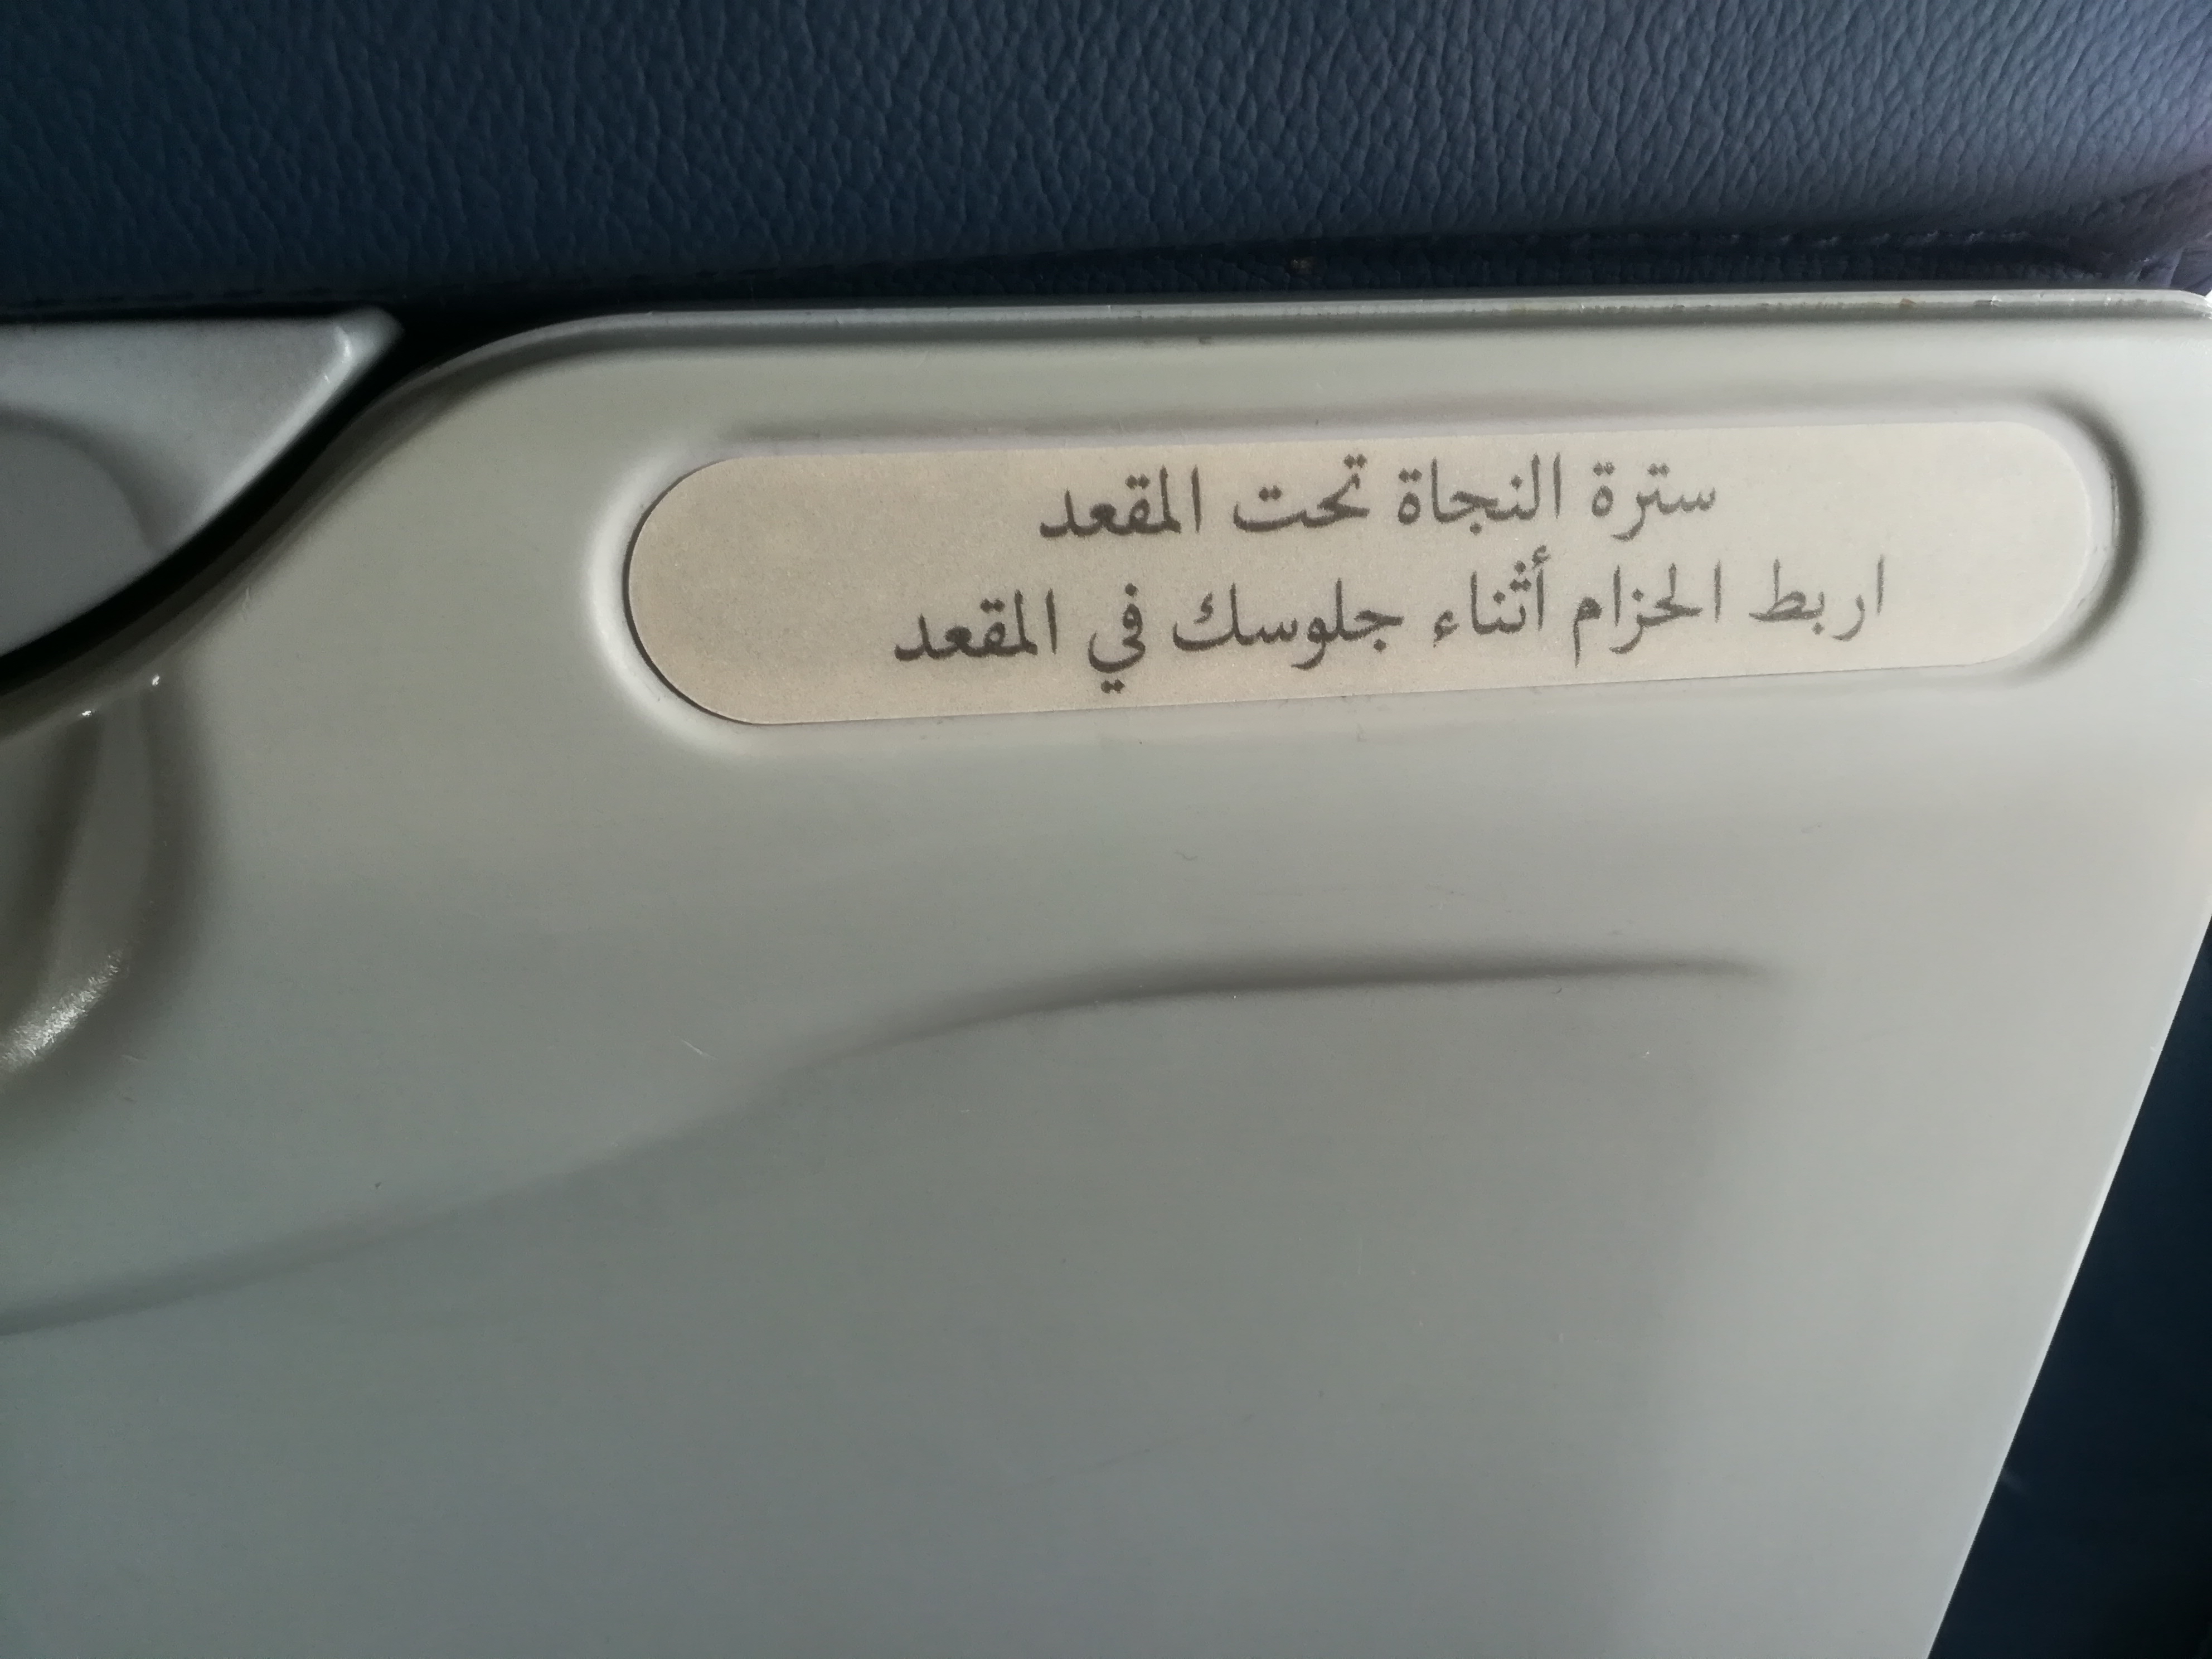 سترة النجاة تحت المقعد
اربط الحزام أثناء جلوسك في المقعد